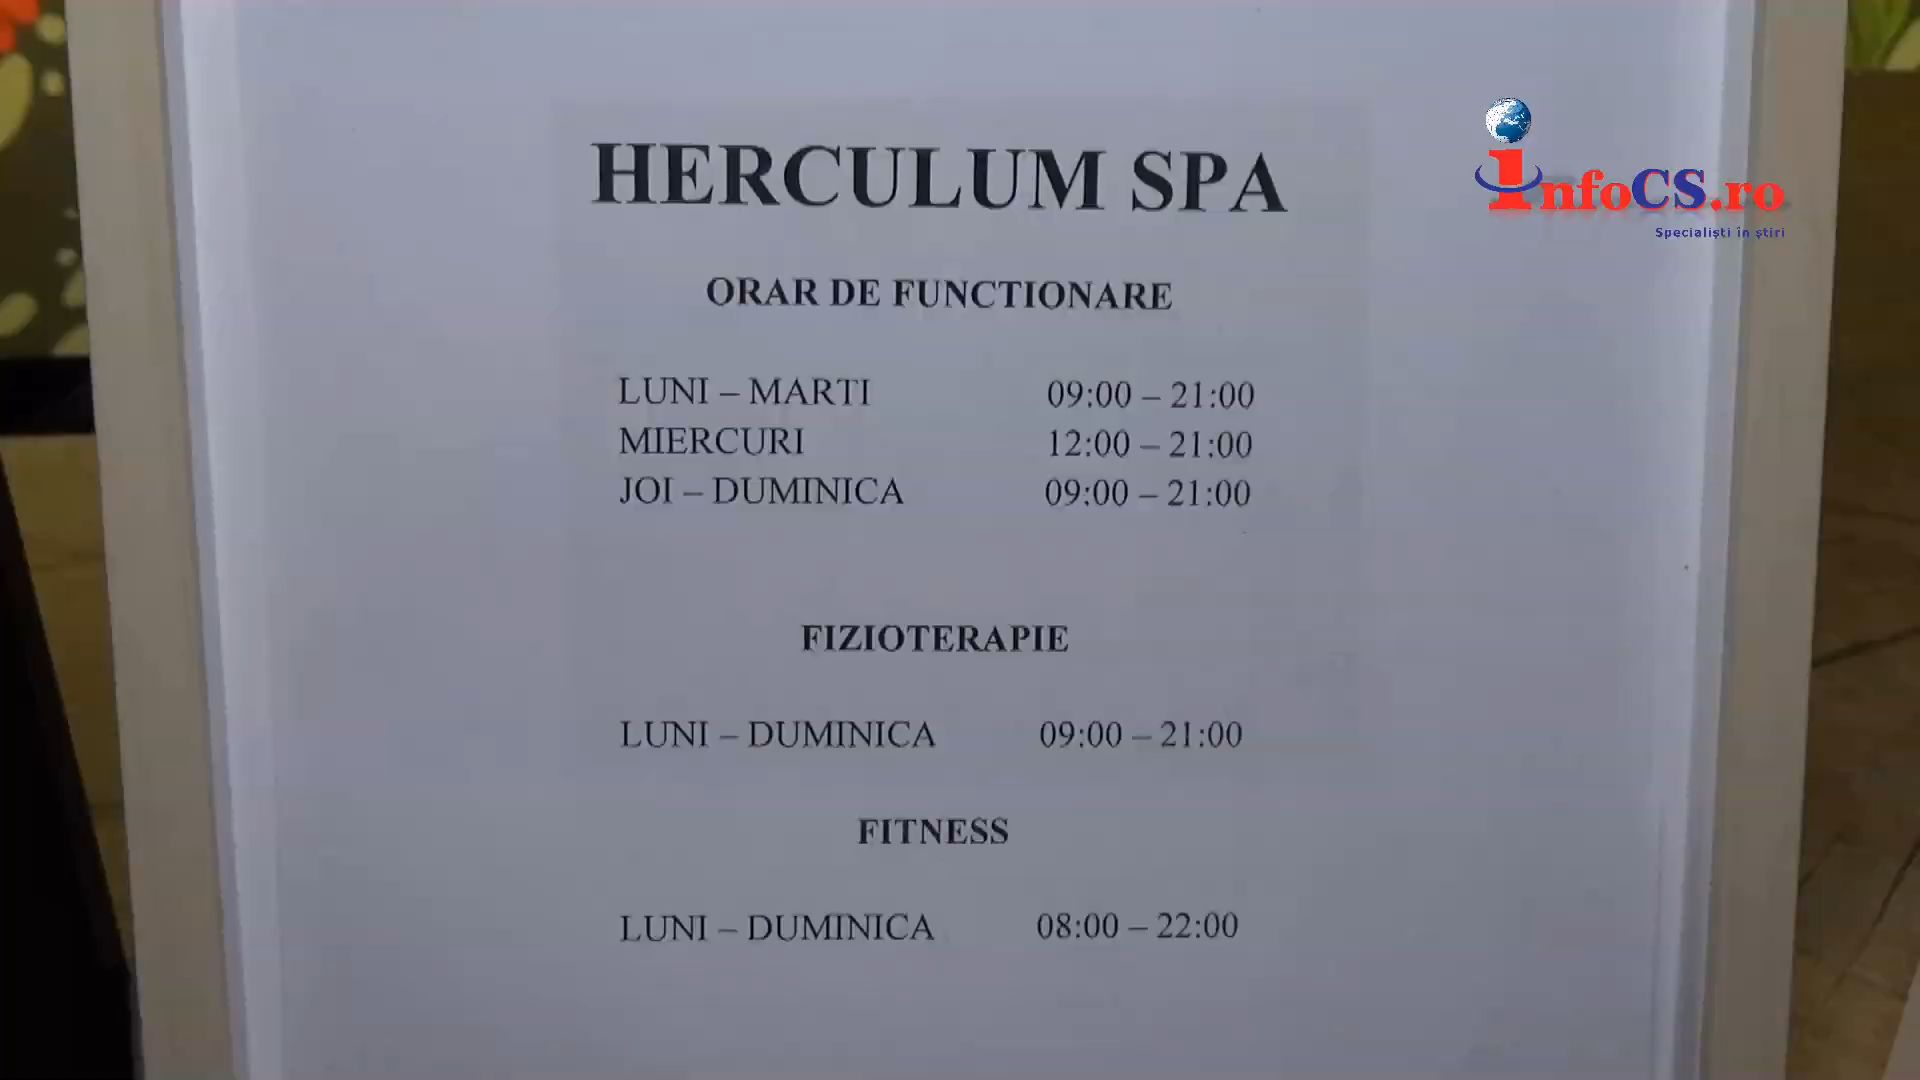 HERCULUM SPA
infoCS.ro
Specialiști în știri
ORAR DE FUNCTIONARE
LUNI – MARTI 09:00 – 21:00
MIERCURI 12:00 – 21:00
JOI – DUMINICA 09:00 – 21:00
FIZIOTERAPIE
LUNI – DUMINICA 09:00 – 21:00
FITNESS
LUNI – DUMINICA 08:00 – 22:00